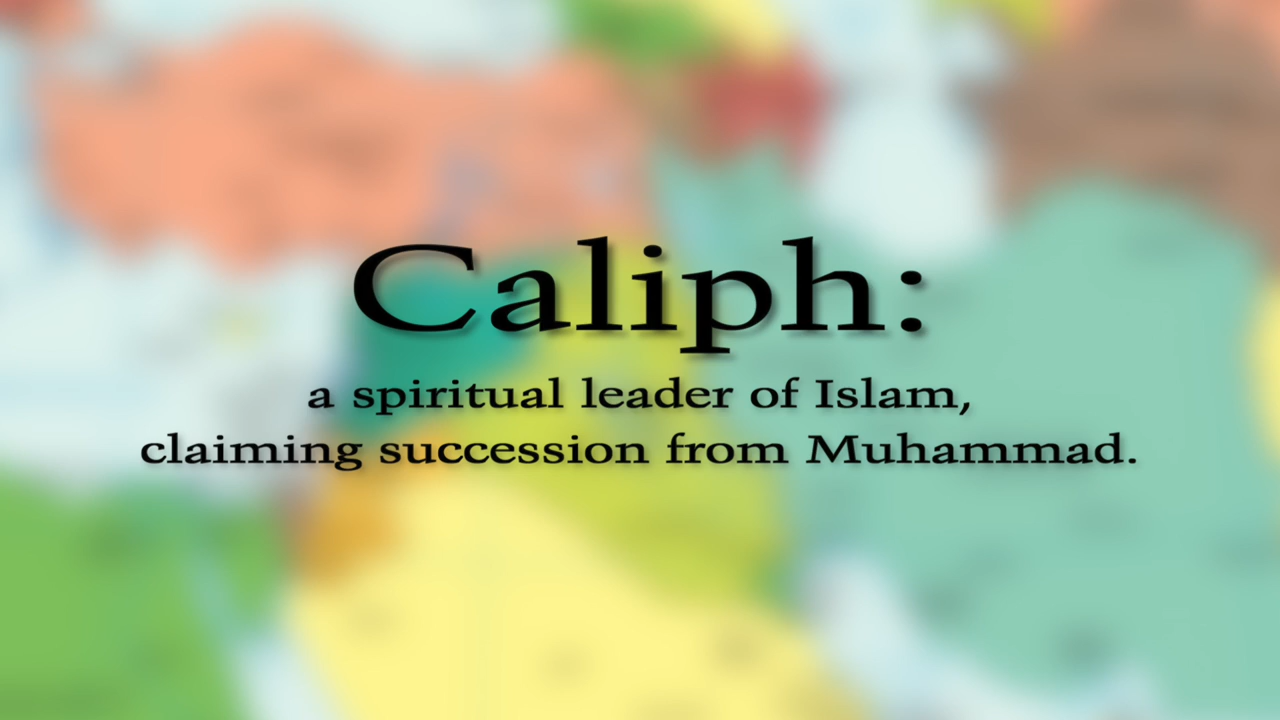 Caliph:
a spiritual leader of Islam,
claiming succession from Muhammad.